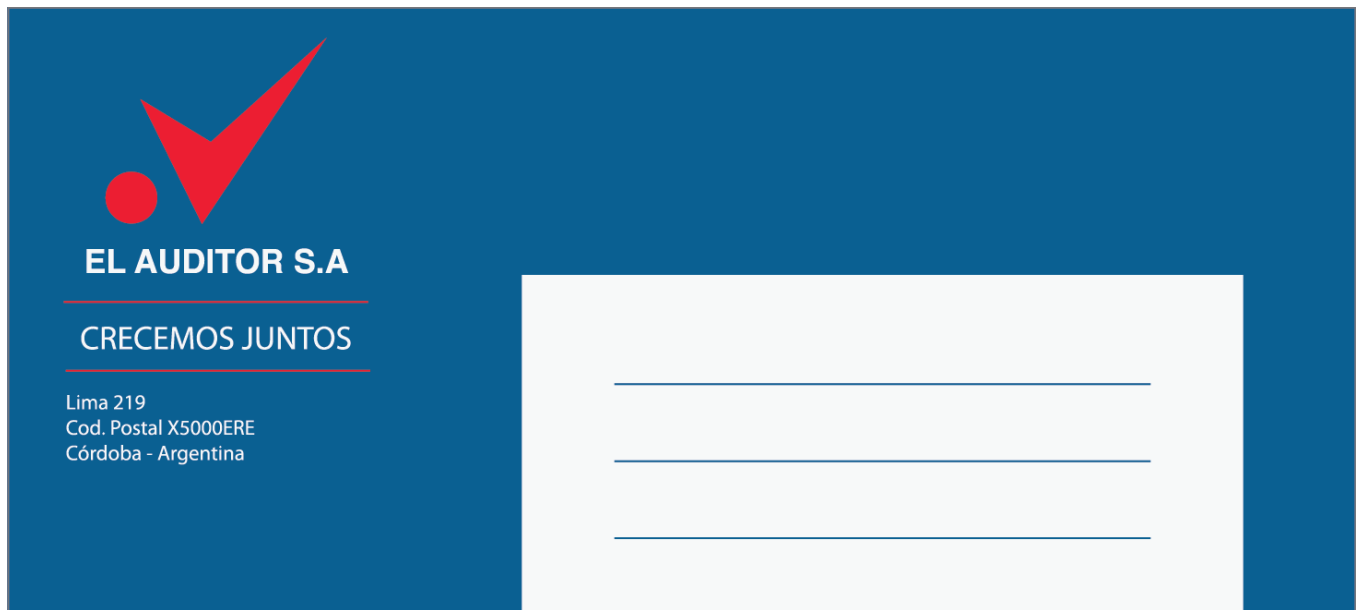 EL AUDITOR S.A
CRECEMOS JUNTOS
Lima 219
Cod. Postal X5000ERE
Córdoba - Argentina